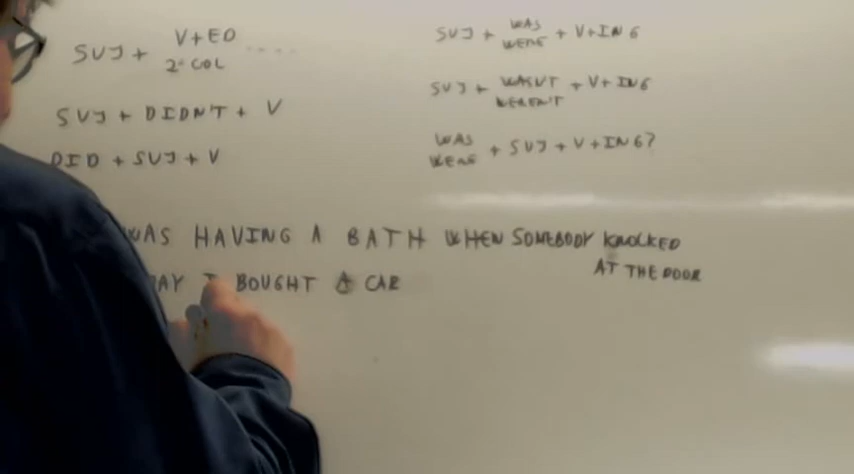 SUJ + V+ED ....
2ª COL
SUJ + DIDN'T + V
DID + SUJ + V
SUJ + WAS + V+ING
WERE
SUJ + WASN'T + V+ING
WEREN'T
WAS + SUJ + V+ING?
WERE
WAS HAVING A BATH WHEN SOMEBODY KNOCKED
AT THE DOOR
I BOUGHT A CAR